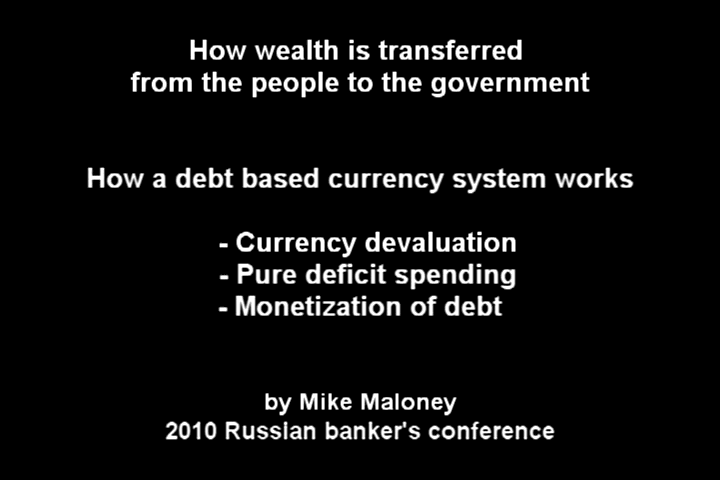 How wealth is transferred
from the people to the government
How a debt based currency system works
- Currency devaluation
- Pure deficit spending
- Monetization of debt
by Mike Maloney
2010 Russian banker's conference